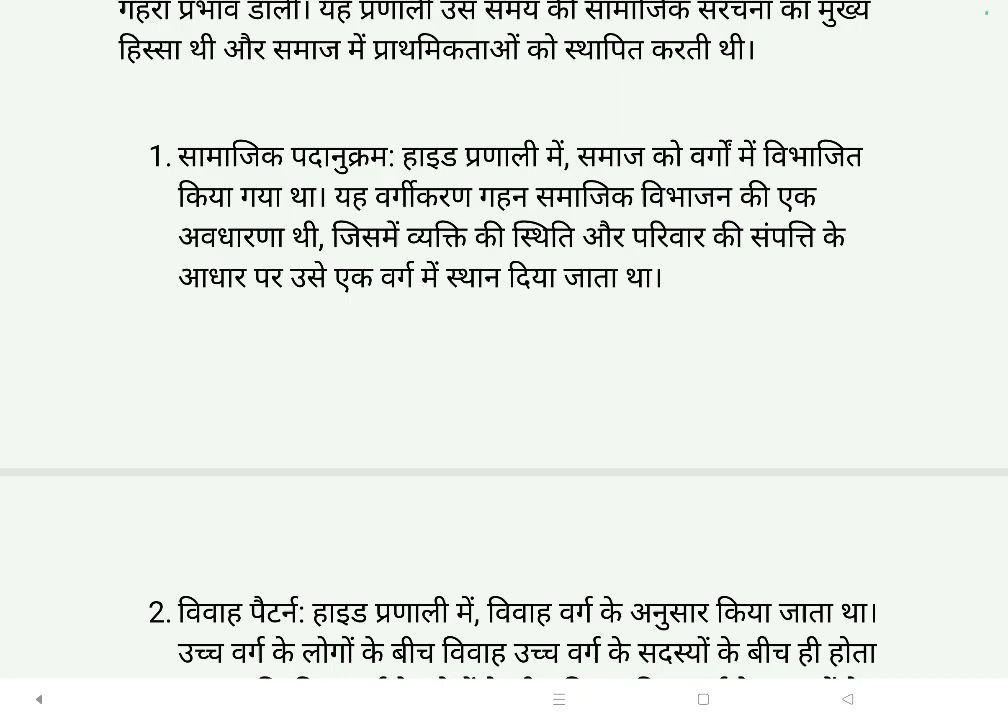 गहरा प्रभाव डाला। यह प्रणाली उस समय की सामाजिक संरचना का मुख्य
हिस्सा थी और समाज में प्राथमिकताओं को स्थापित करती थी।
1. सामाजिक पदानुक्रम: हाइड प्रणाली में, समाज को वर्गों में विभाजित
किया गया था। यह वर्गीकरण गहन समाजिक विभाजन की एक
अवधारणा थी, जिसमें व्यक्ति की स्थिति और परिवार की संपत्ति के
आधार पर उसे एक वर्ग में स्थान दिया जाता था।
2. विवाह पैटर्न: हाइड प्रणाली में, विवाह वर्ग के अनुसार किया जाता था।
उच्च वर्ग के लोगों के बीच विवाह उच्च वर्ग के सदस्यों के बीच ही होता